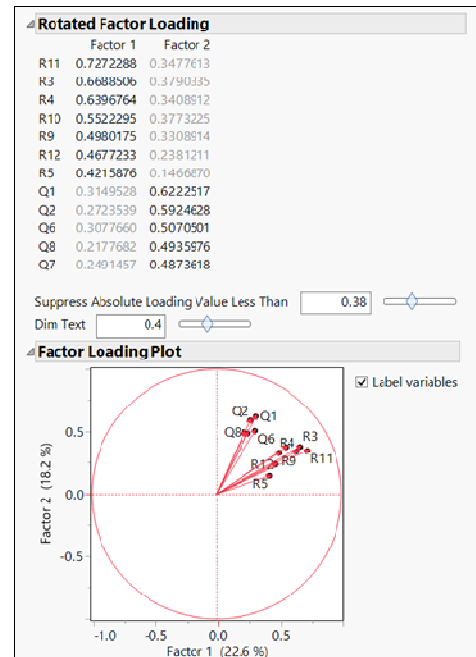 Rotated Factor Loading
Factor 1 Factor 2
R11 0.7272288 0.3477613
R3 0.6688506 0.3790335
R4 0.6396764 0.3408912
R10 0.5522295 0.3773225
R9 0.4980175 0.3308914
R12 0.4677233 0.2381211
R5 0.4215876 0.1466870
Q1 0.3149528 0.6222517
Q2 0.2723539 0.5924628
Q6 0.3077660 0.5070501
Q8 0.2177682 0.4935976
Q7 0.2491457 0.4873618
Suppress Absolute Loading Value Less Than 0.38
Dim Text 0.4
Factor Loading Plot
Label variables
Q2 Q1
Q8 Q6
R4 R3
R9 R11
R5
0.5
0.0
-0.5
Factor 2 (18.2 %)
-1.0 -0.5 0.0 0.5
Factor 1 (22.6 %)